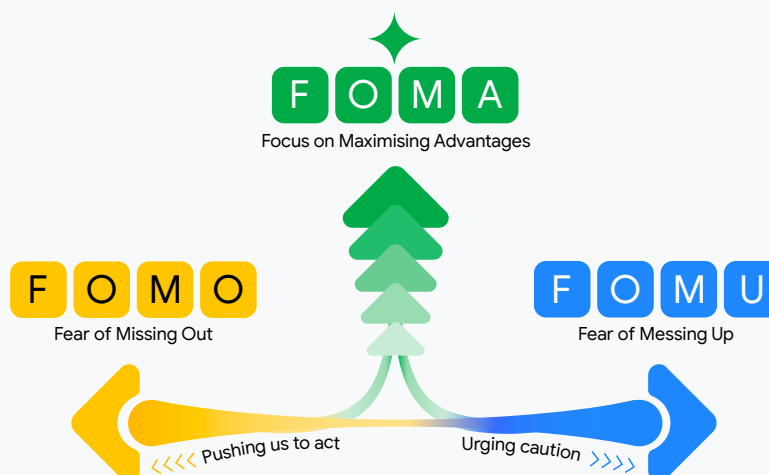 FOMA
Focus on Maximising Advantages
FOMO
Fear of Missing Out
FOMU
Fear of Messing Up
Pushing us to act
Urging caution